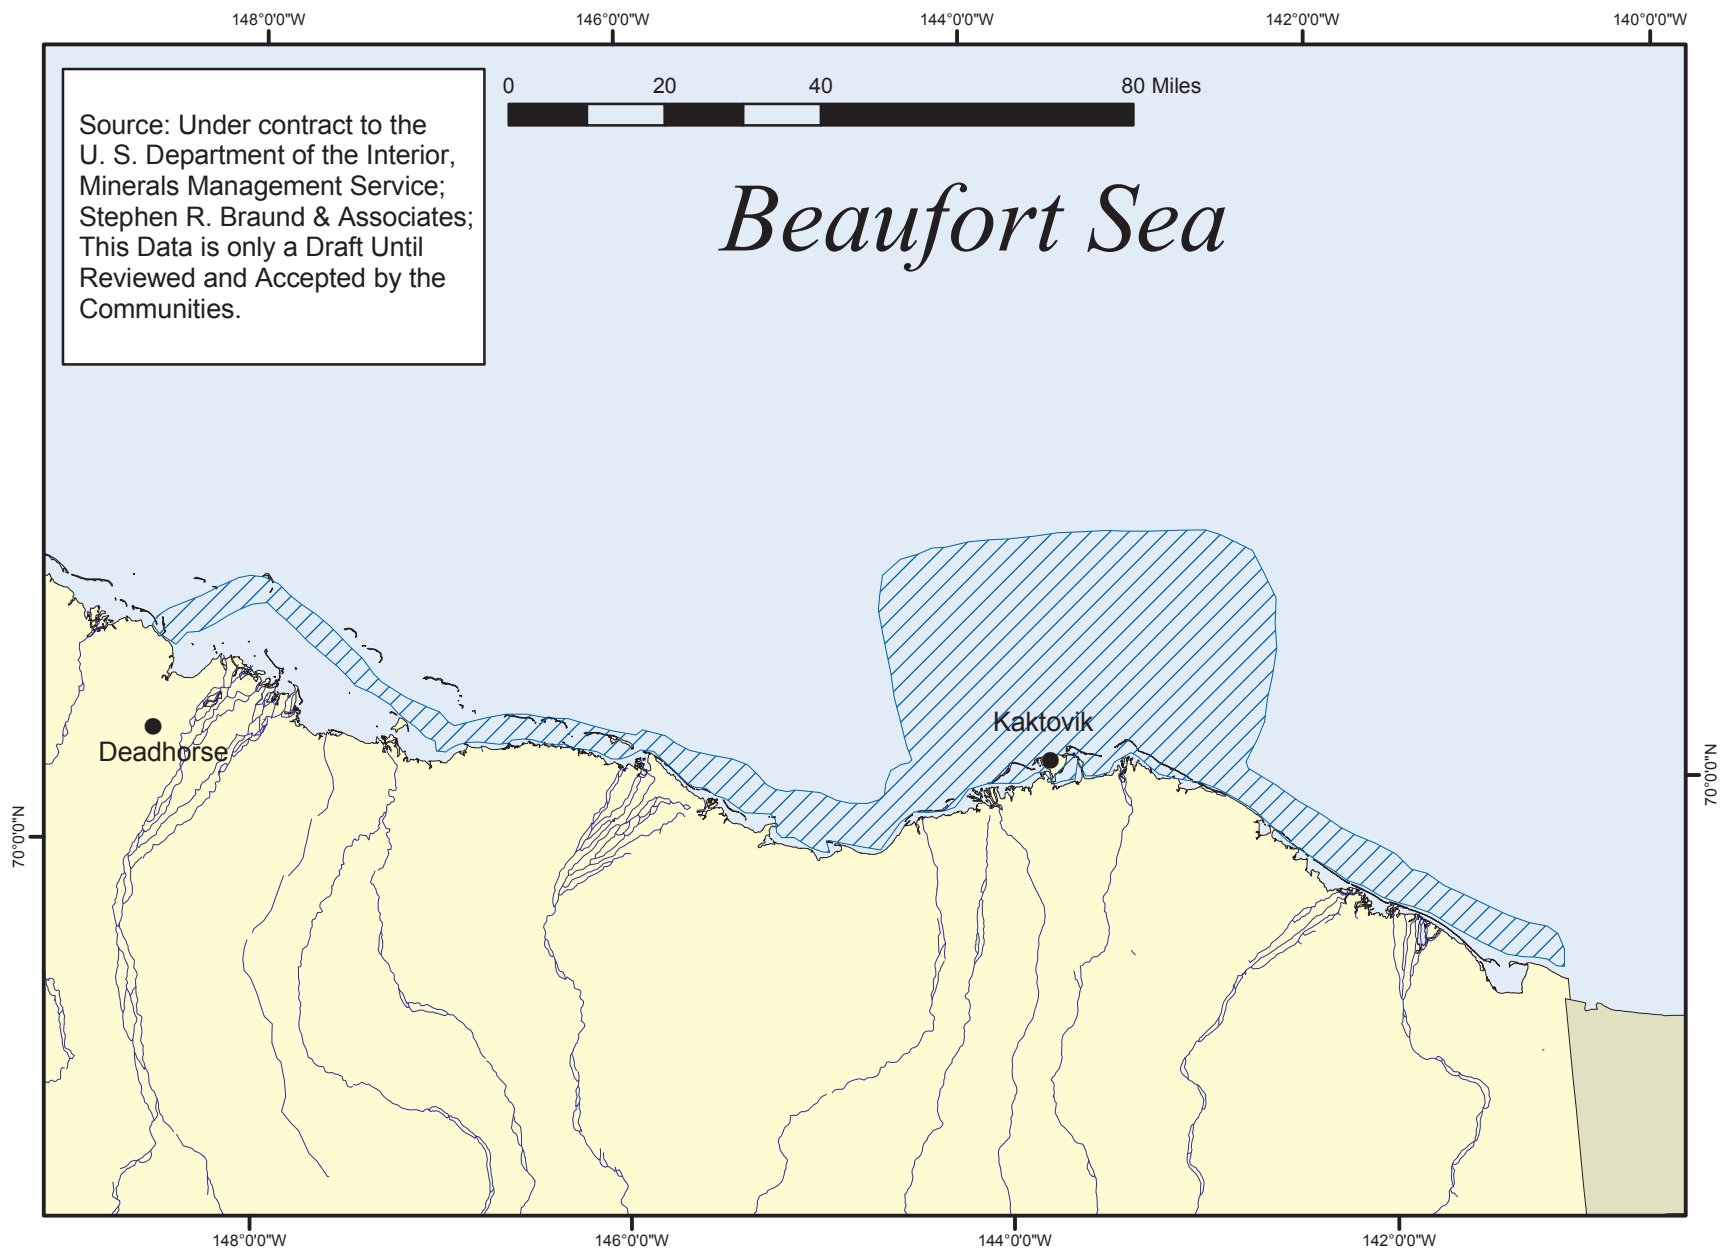 148°0'0"W 146°0'0"W 144°0'0"W 142°0'0"W 140°0'0"W
0 20 40 80 Miles
Source: Under contract to the
U. S. Department of the Interior,
Minerals Management Service;
Stephen R. Braund & Associates;
This Data is only a Draft Until
Reviewed and Accepted by the
Communities.
Beaufort Sea
Kaktovik
Deadhorse
70°0'0"N
70°0'0"N
148°0'0"W 146°0'0"W 144°0'0"W 142°0'0"W